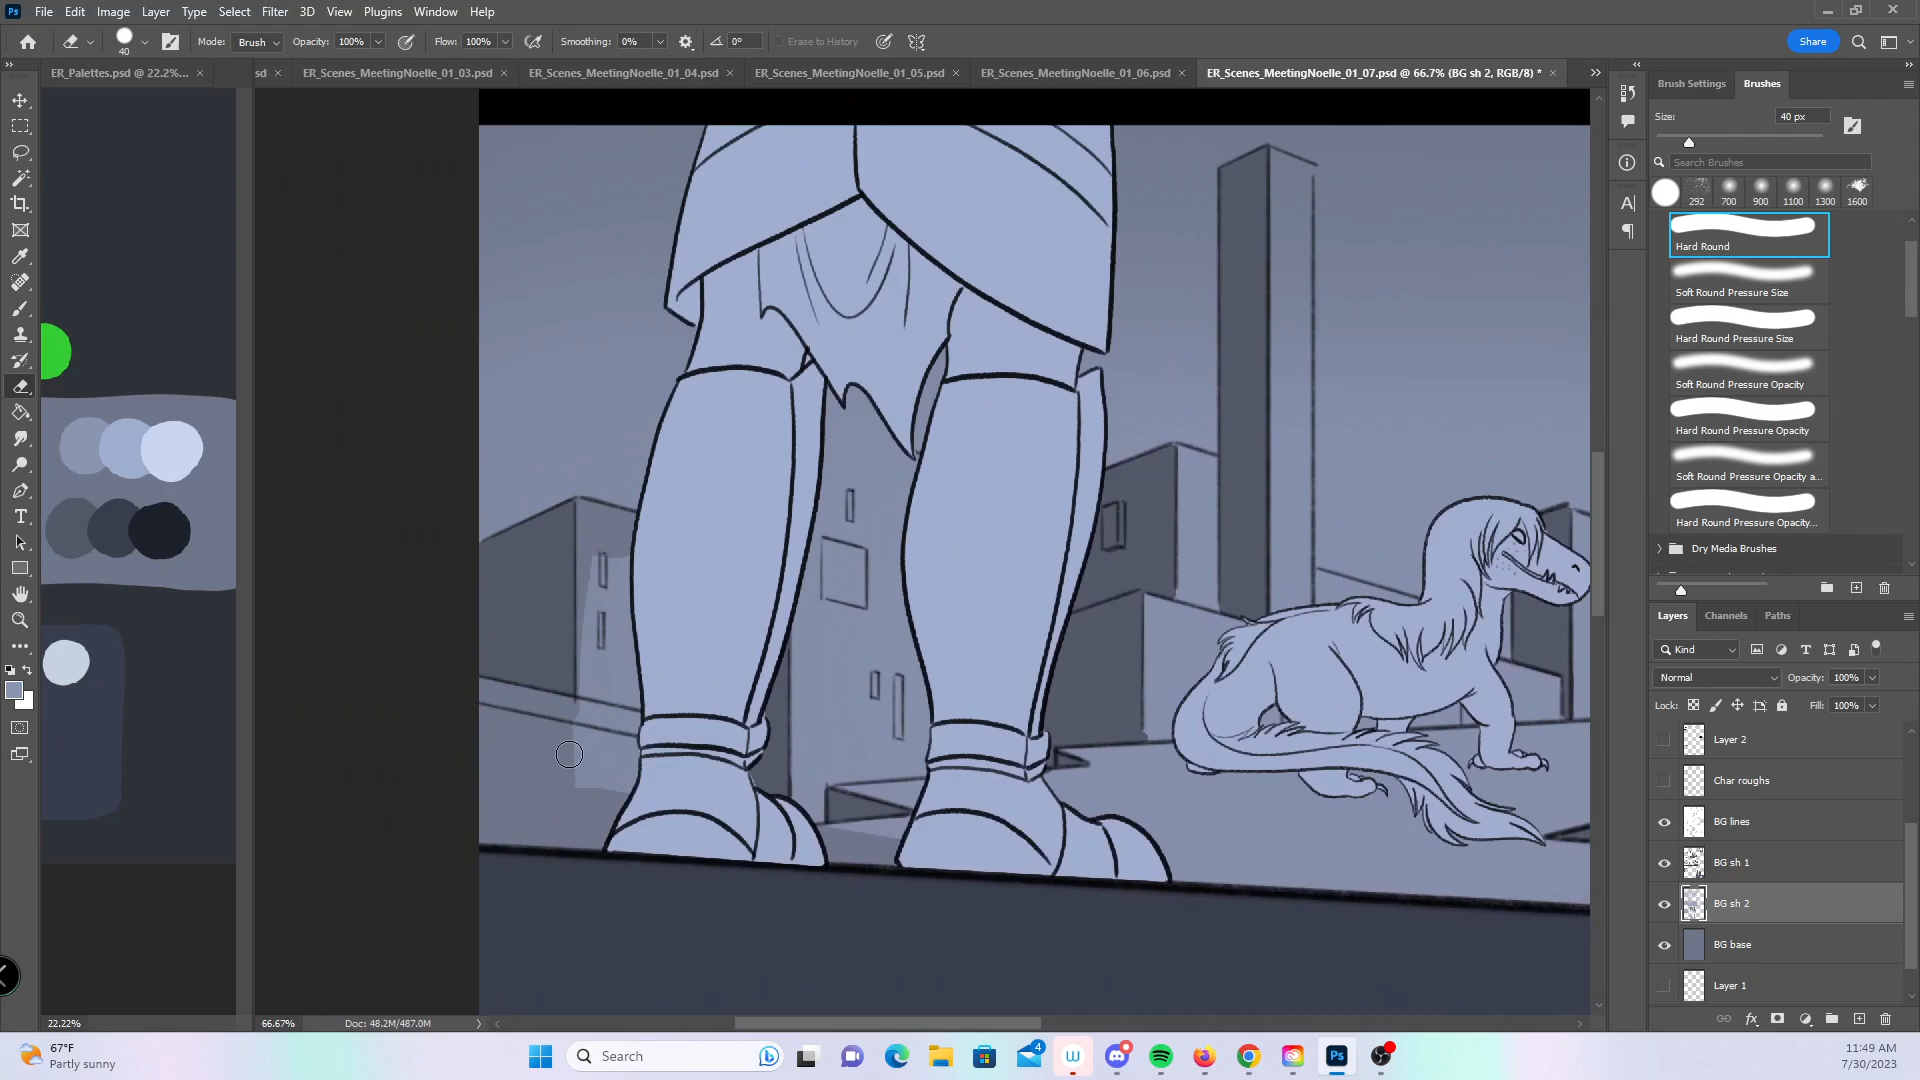 Ps File Edit Image Layer Type Select Filter 3D View Plugins Window Help
40 Mode: Brush Opacity: 100% Flow: 100% Smoothing: 0% 0° Erase to History Share
ER_Palettes.psd @ 22.2%... × sd × ER_Scenes_MeetingNoelle_01_03.psd × ER_Scenes_MeetingNoelle_01_04.psd × ER_Scenes_MeetingNoelle_01_05.psd × ER_Scenes_MeetingNoelle_01_06.psd × ER_Scenes_MeetingNoelle_01_07.psd @ 66.7% (BG sh 2, RGB/8) * ×
Brush Settings Brushes
Size: 40 px
Search Brushes
292 700 900 1100 1300 1600
Hard Round
Soft Round Pressure Size
Hard Round Pressure Size
Soft Round Pressure Opacity
Hard Round Pressure Opacity
Soft Round Pressure Opacity a...
Hard Round Pressure Opacity...
Dry Media Brushes
Layers Channels Paths
Kind
Normal Opacity: 100%
Lock: Fill: 100%
Layer 2
Char roughs
BG lines
BG sh 1
BG sh 2
BG base
Layer 1
22.22% 66.67% Doc: 48.2M/487.0M
67°F
Partly sunny
Search
4
Ps
11:49 AM
7/30/2023